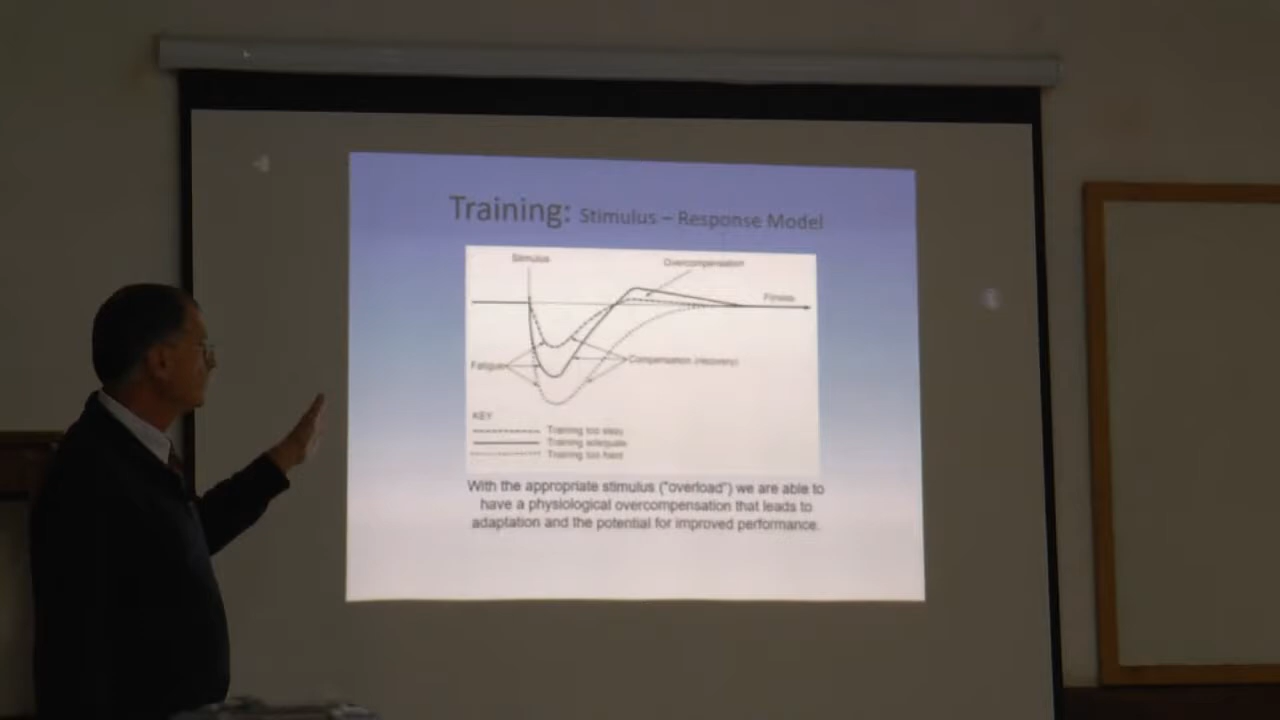 Training: Stimulus – Response Model
Stimulus
Overcompensation
Fitness
Fatigue
Compensation (recovery)
KEY
Training too easy
Training adequate
Training too hard
With the appropriate stimulus ("overload") we are able to
have a physiological overcompensation that leads to
adaptation and the potential for improved performance.